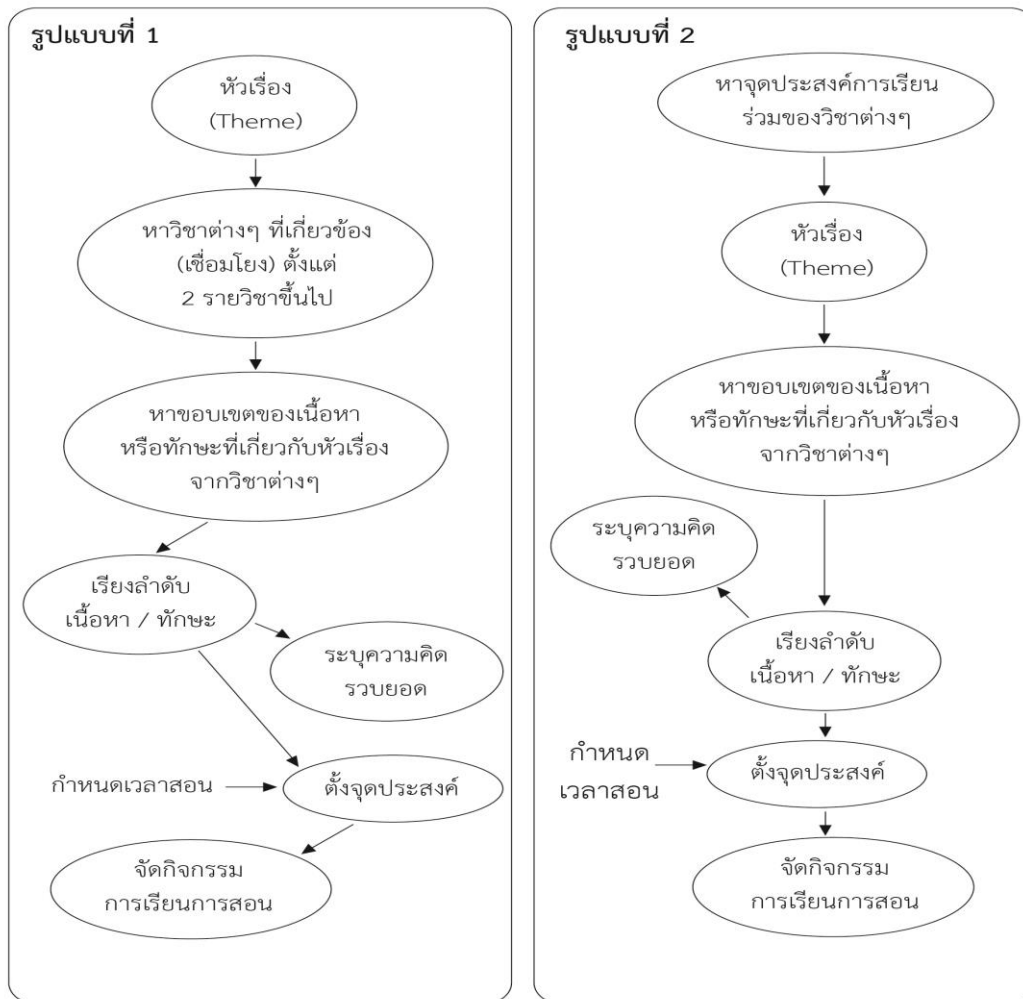 รูปแบบที่ 1
หัวเรื่อง
(Theme)
หาวิชาต่างๆ ที่เกี่ยวข้อง
(เชื่อมโยง) ตั้งแต่
2 รายวิชาขึ้นไป
หาขอบเขตของเนื้อหา
หรือทักษะที่เกี่ยวกับหัวเรื่อง
จากวิชาต่างๆ
เรียงลำดับ
เนื้อหา / ทักษะ
ระบุความคิด
รวบยอด
กำหนดเวลาสอน
ตั้งจุดประสงค์
จัดกิจกรรม
การเรียนการสอน
รูปแบบที่ 2
หาจุดประสงค์การเรียน
ร่วมของวิชาต่างๆ
หัวเรื่อง
(Theme)
หาขอบเขตของเนื้อหา
หรือทักษะที่เกี่ยวกับหัวเรื่อง
จากวิชาต่างๆ
ระบุความคิด
รวบยอด
เรียงลำดับ
เนื้อหา / ทักษะ
กำหนด
เวลาสอน
ตั้งจุดประสงค์
จัดกิจกรรม
การเรียนการสอน